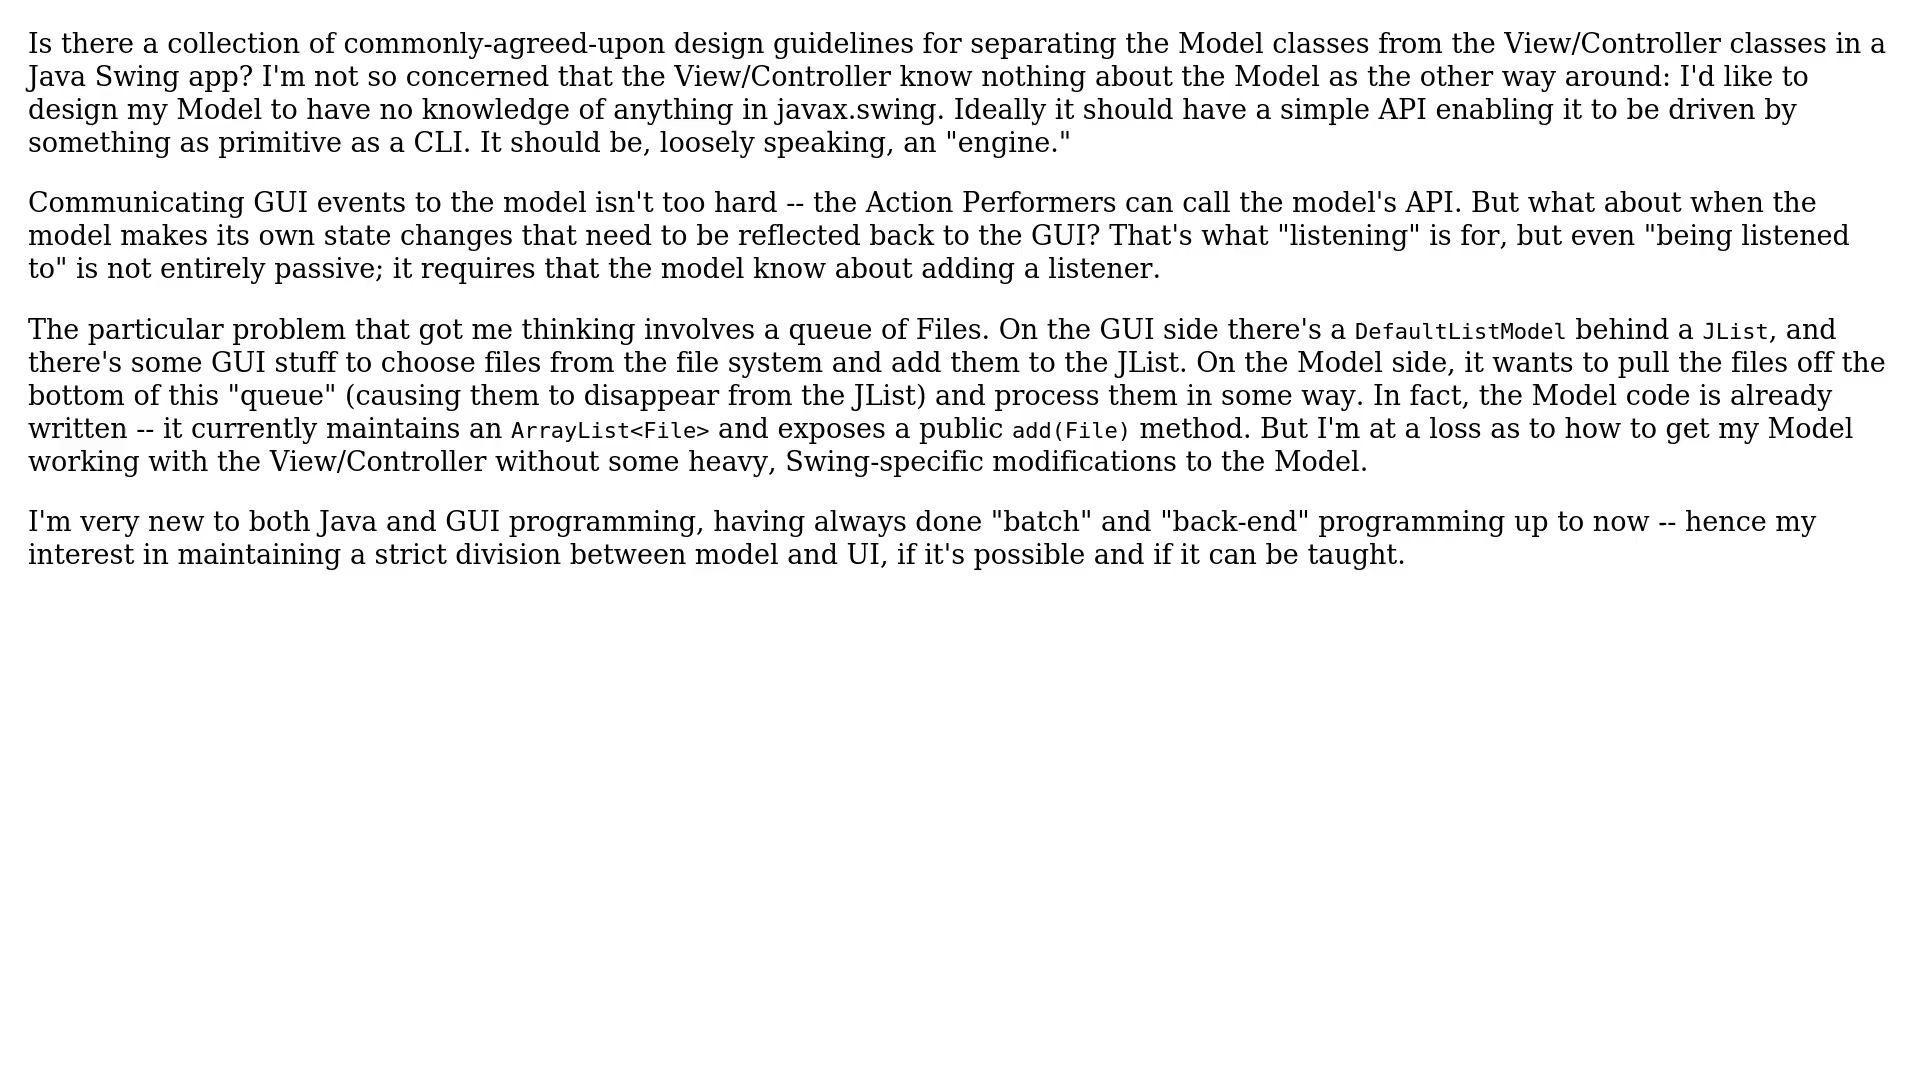 Is there a collection of commonly-agreed-upon design guidelines for separating the Model classes from the View/Controller classes in a
Java Swing app? I'm not so concerned that the View/Controller know nothing about the Model as the other way around: I'd like to
design my Model to have no knowledge of anything in javax.swing. Ideally it should have a simple API enabling it to be driven by
something as primitive as a CLI. It should be, loosely speaking, an "engine."
Communicating GUI events to the model isn't too hard -- the Action Performers can call the model's API. But what about when the
model makes its own state changes that need to be reflected back to the GUI? That's what "listening" is for, but even "being listened
to" is not entirely passive; it requires that the model know about adding a listener.
The particular problem that got me thinking involves a queue of Files. On the GUI side there's a DefaultListModel behind a JList, and
there's some GUI stuff to choose files from the file system and add them to the JList. On the Model side, it wants to pull the files off the
bottom of this "queue" (causing them to disappear from the JList) and process them in some way. In fact, the Model code is already
written -- it currently maintains an ArrayList<File> and exposes a public add(File) method. But I'm at a loss as to how to get my Model
working with the View/Controller without some heavy, Swing-specific modifications to the Model.
I'm very new to both Java and GUI programming, having always done "batch" and "back-end" programming up to now -- hence my
interest in maintaining a strict division between model and UI, if it's possible and if it can be taught.